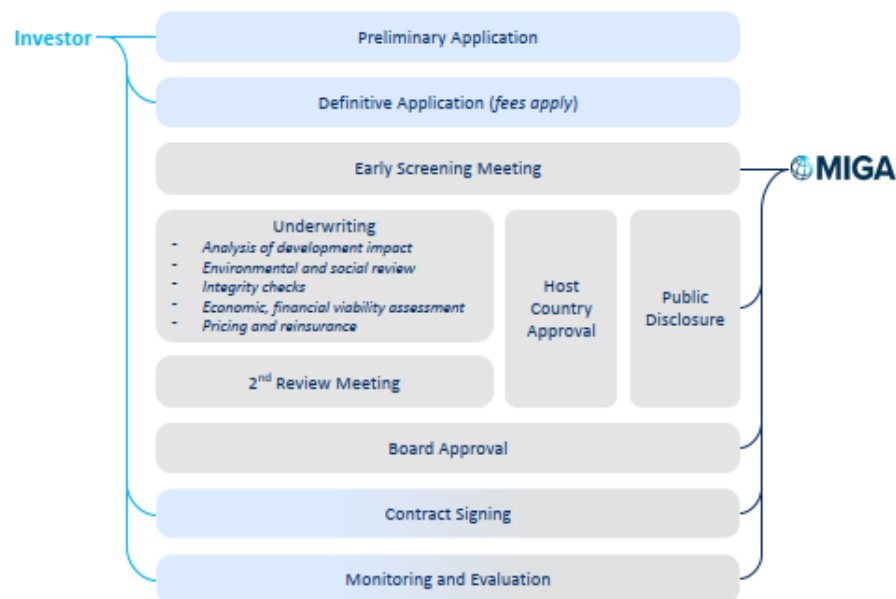 Investor
Preliminary Application
Definitive Application (fees apply)
Early Screening Meeting
MIGA
Underwriting
- Analysis of development impact
- Environmental and social review
- Integrity checks
- Economic, financial viability assessment
- Pricing and reinsurance
Host
Country
Approval
Public
Disclosure
2nd Review Meeting
Board Approval
Contract Signing
Monitoring and Evaluation